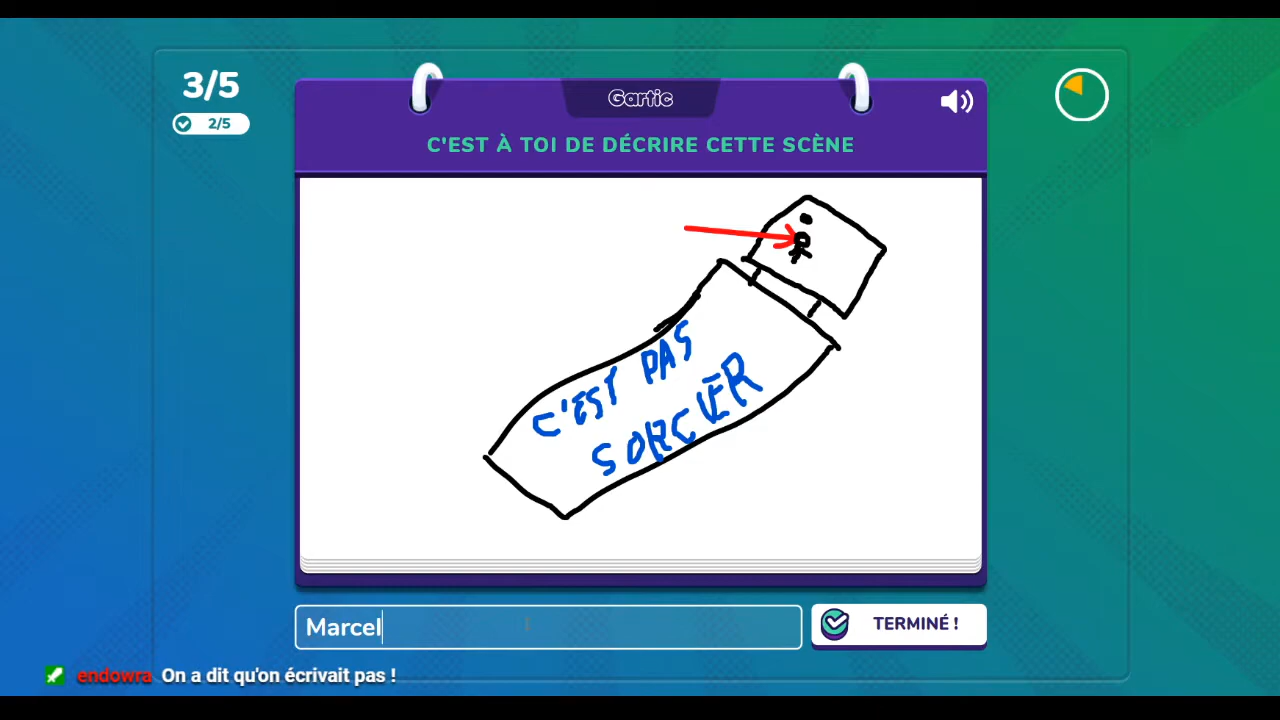 3/5
2/5
Gartic
C'EST À TOI DE DÉCRIRE CETTE SCÈNE
C'EST PAS
SORCIER
Marcel
TERMINÉ !
endowra On a dit qu'on écrivait pas !